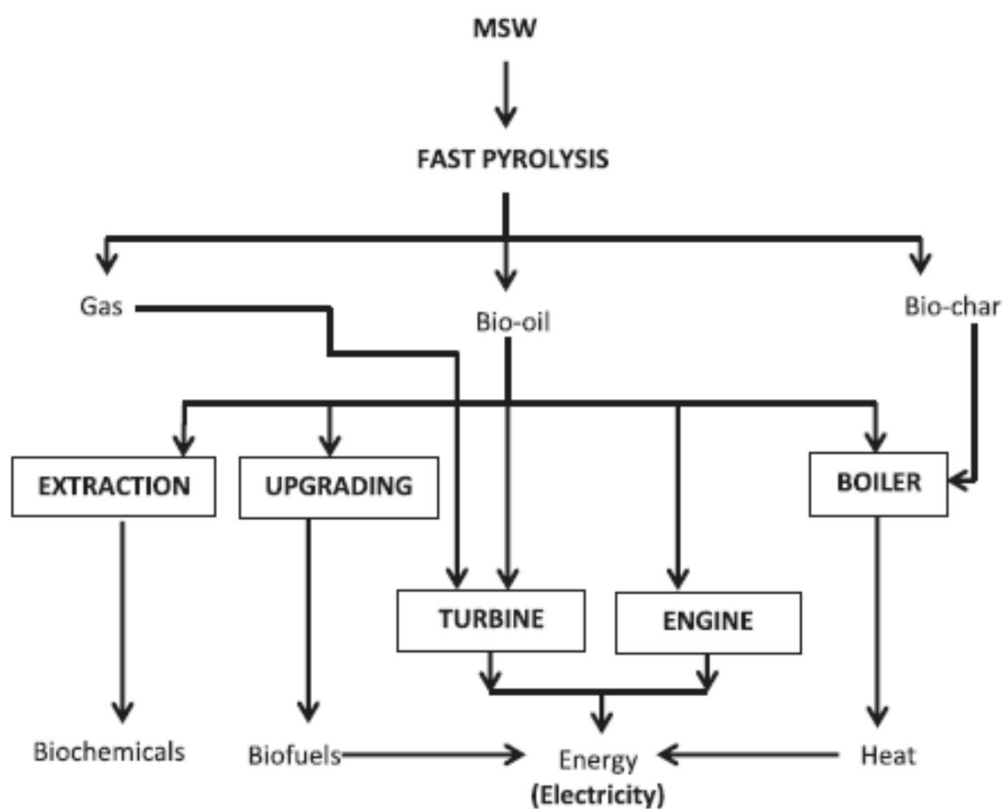 MSW
FAST PYROLYSIS
Gas
Bio-oil
Bio-char
EXTRACTION
UPGRADING
BOILER
TURBINE
ENGINE
Biochemicals
Biofuels
Energy
(Electricity)
Heat